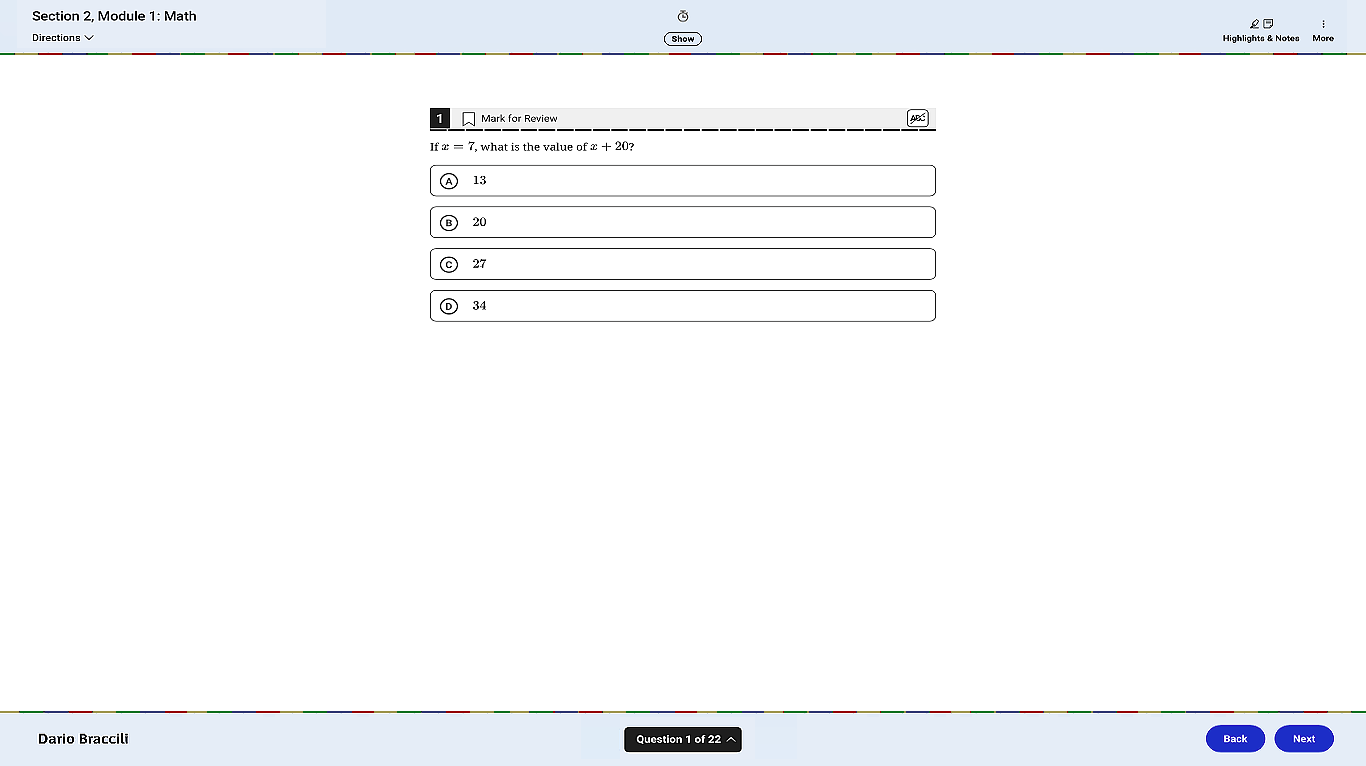 Section 2, Module 1: Math
Directions
Show
Highlights & Notes
More
1
Mark for Review
ABC
If x = 7, what is the value of x + 20?
A 13
B 20
C 27
D 34
Dario Braccili
Question 1 of 22
Back
Next